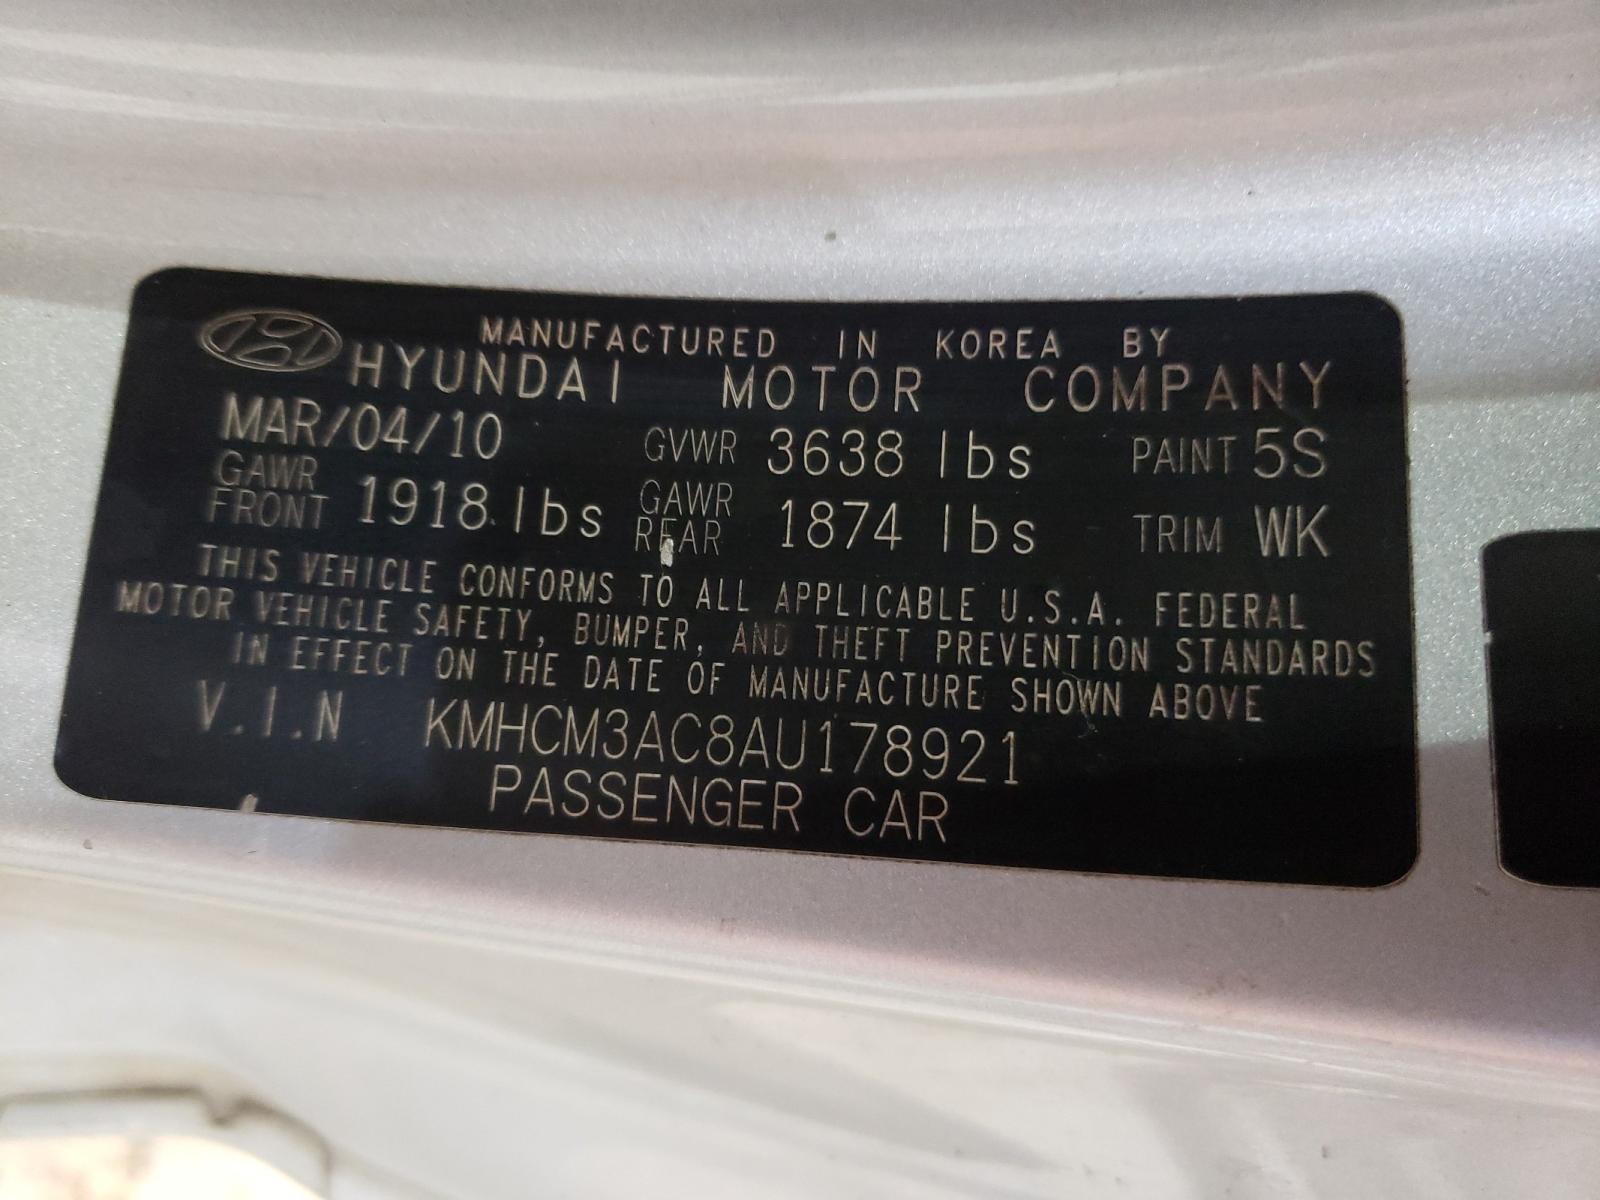 MANUFACTURED IN KOREA BY
HYUNDAI MOTOR COMPANY
MAR/04/10 GVWR 3638 lbs PAINT 5S
GAWR FRONT 1918 lbs GAWR REAR 1874 lbs TRIM WK
THIS VEHICLE CONFORMS TO ALL APPLICABLE U.S.A. FEDERAL
MOTOR VEHICLE SAFETY, BUMPER, AND THEFT PREVENTION STANDARDS
IN EFFECT ON THE DATE OF MANUFACTURE SHOWN ABOVE
V.I.N KMHCM3AC8AU178921
PASSENGER CAR